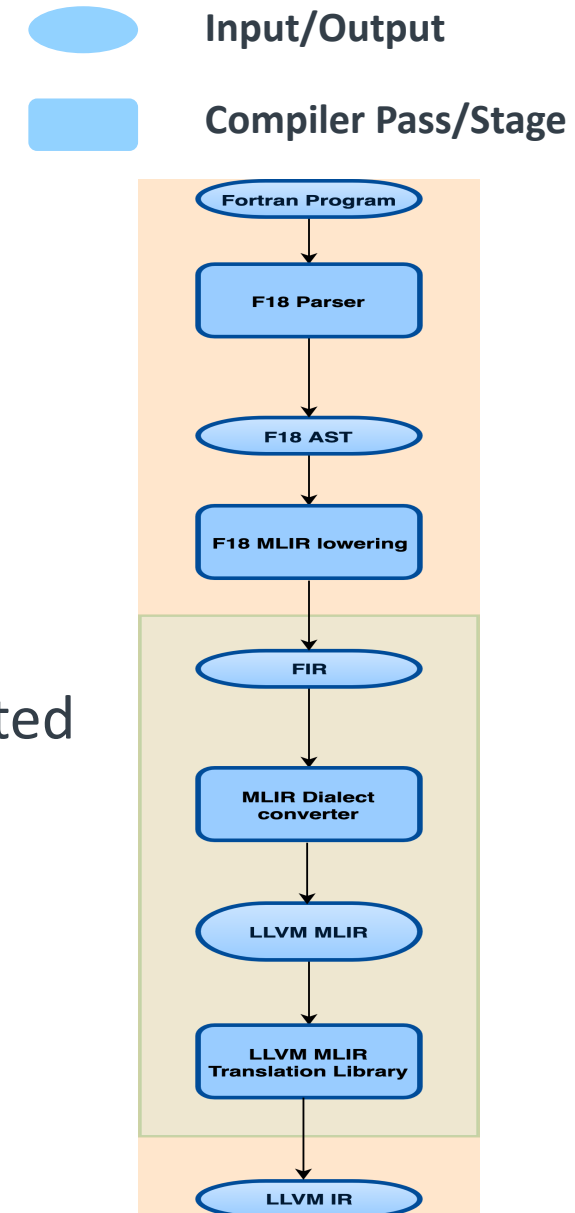 Input/Output
Compiler Pass/Stage
Fortran Program
F18 Parser
F18 AST
F18 MLIR lowering
FIR
ted
MLIR Dialect
converter
LLVM MLIR
LLVM MLIR
Translation Library
LLVM IR